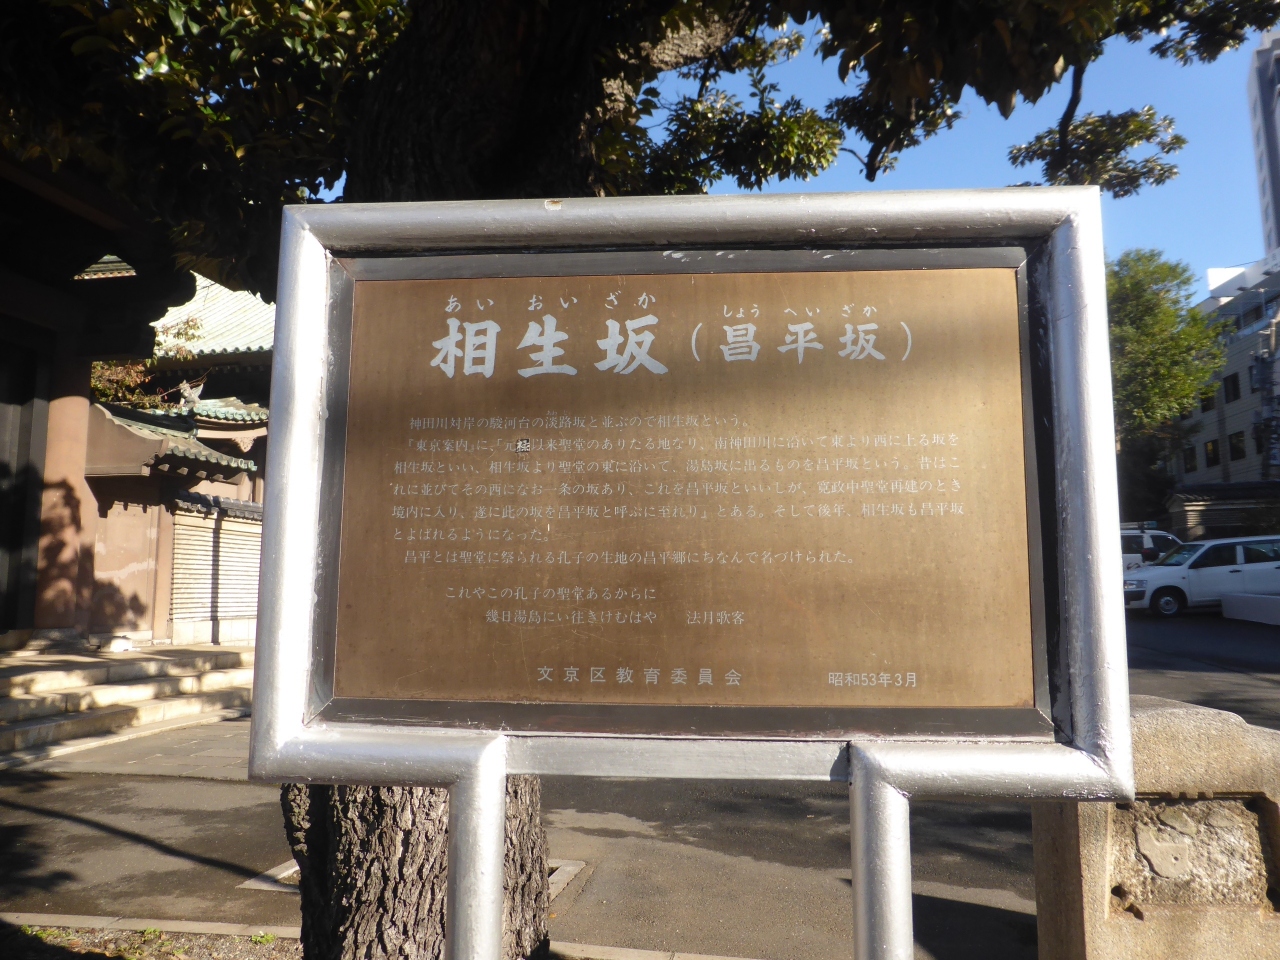 あいおいざか しょうへいざか
相生坂(昌平坂)
神田川対岸の駿河台の淡路坂と並ぶので相生坂という。
『東京案内』に、「元禄以来聖堂のありたる地なり、南神田川に沿いて東より西に上る坂を
相生坂といい、相生坂より聖堂の東に沿いて、湯島坂に出るものを昌平坂という。昔はこ
れに並びてその西になお一条の坂あり、これを昌平坂といいしが、寛政中聖堂再建のとき
境内に入り、遂に此の坂を昌平坂と呼ぶに至れり』とある。そして後年、相生坂も昌平坂
とよばれるようになった。
昌平とは聖堂に祭られる孔子の生地の昌平郷にちなんで名づけられた。
これやこの孔子の聖堂あるからに
幾日湯島にい往きけむはや 法月歌客
文京区教育委員会 昭和53年3月